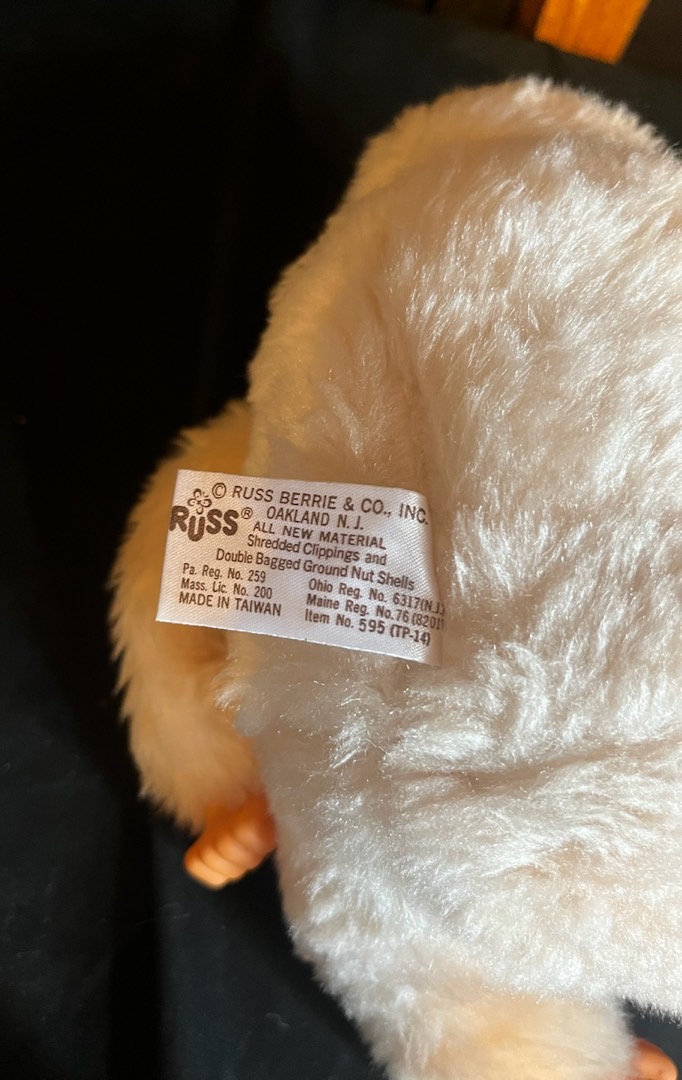 © RUSS BERRIE & CO., INC.
RUSS® OAKLAND N.J.
ALL NEW MATERIAL
Shredded Clippings and
Double Bagged Ground Nut Shells
Pa. Reg. No. 259
Mass. Lic. No. 200
MADE IN TAIWAN
Ohio Reg. No. 6317(N.J.)
Maine Reg. No.76
Item No. 595 (TP-14)